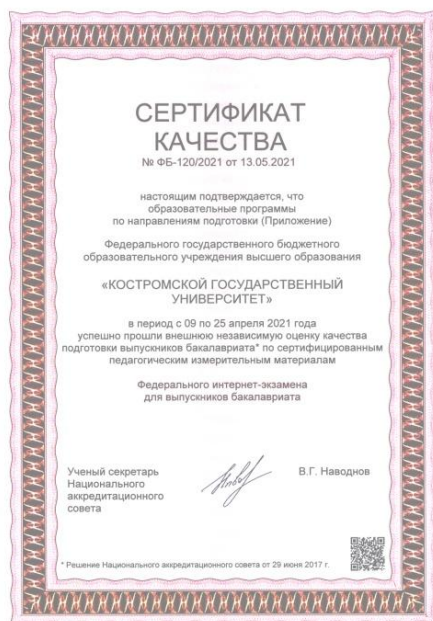 СЕРТИФИКАТ
КАЧЕСТВА
№ ФБ-120/2021 от 13.05.2021
настоящим подтверждается, что
образовательные программы
по направлениям подготовки (Приложение)
Федерального государственного бюджетного
образовательного учреждения высшего образования
«КОСТРОМСКОЙ ГОСУДАРСТВЕННЫЙ
УНИВЕРСИТЕТ»
в период с 09 по 25 апреля 2021 года
успешно прошли внешнюю независимую оценку качества
подготовки выпускников бакалавриата* по сертифицированным
педагогическим измерительным материалам
Федерального интернет-экзамена
для выпускников бакалавриата
Ученый секретарь
Национального
аккредитационного
совета
В.Г. Наводнов
* Решение Национального аккредитационного совета от 29 июня 2017 г.